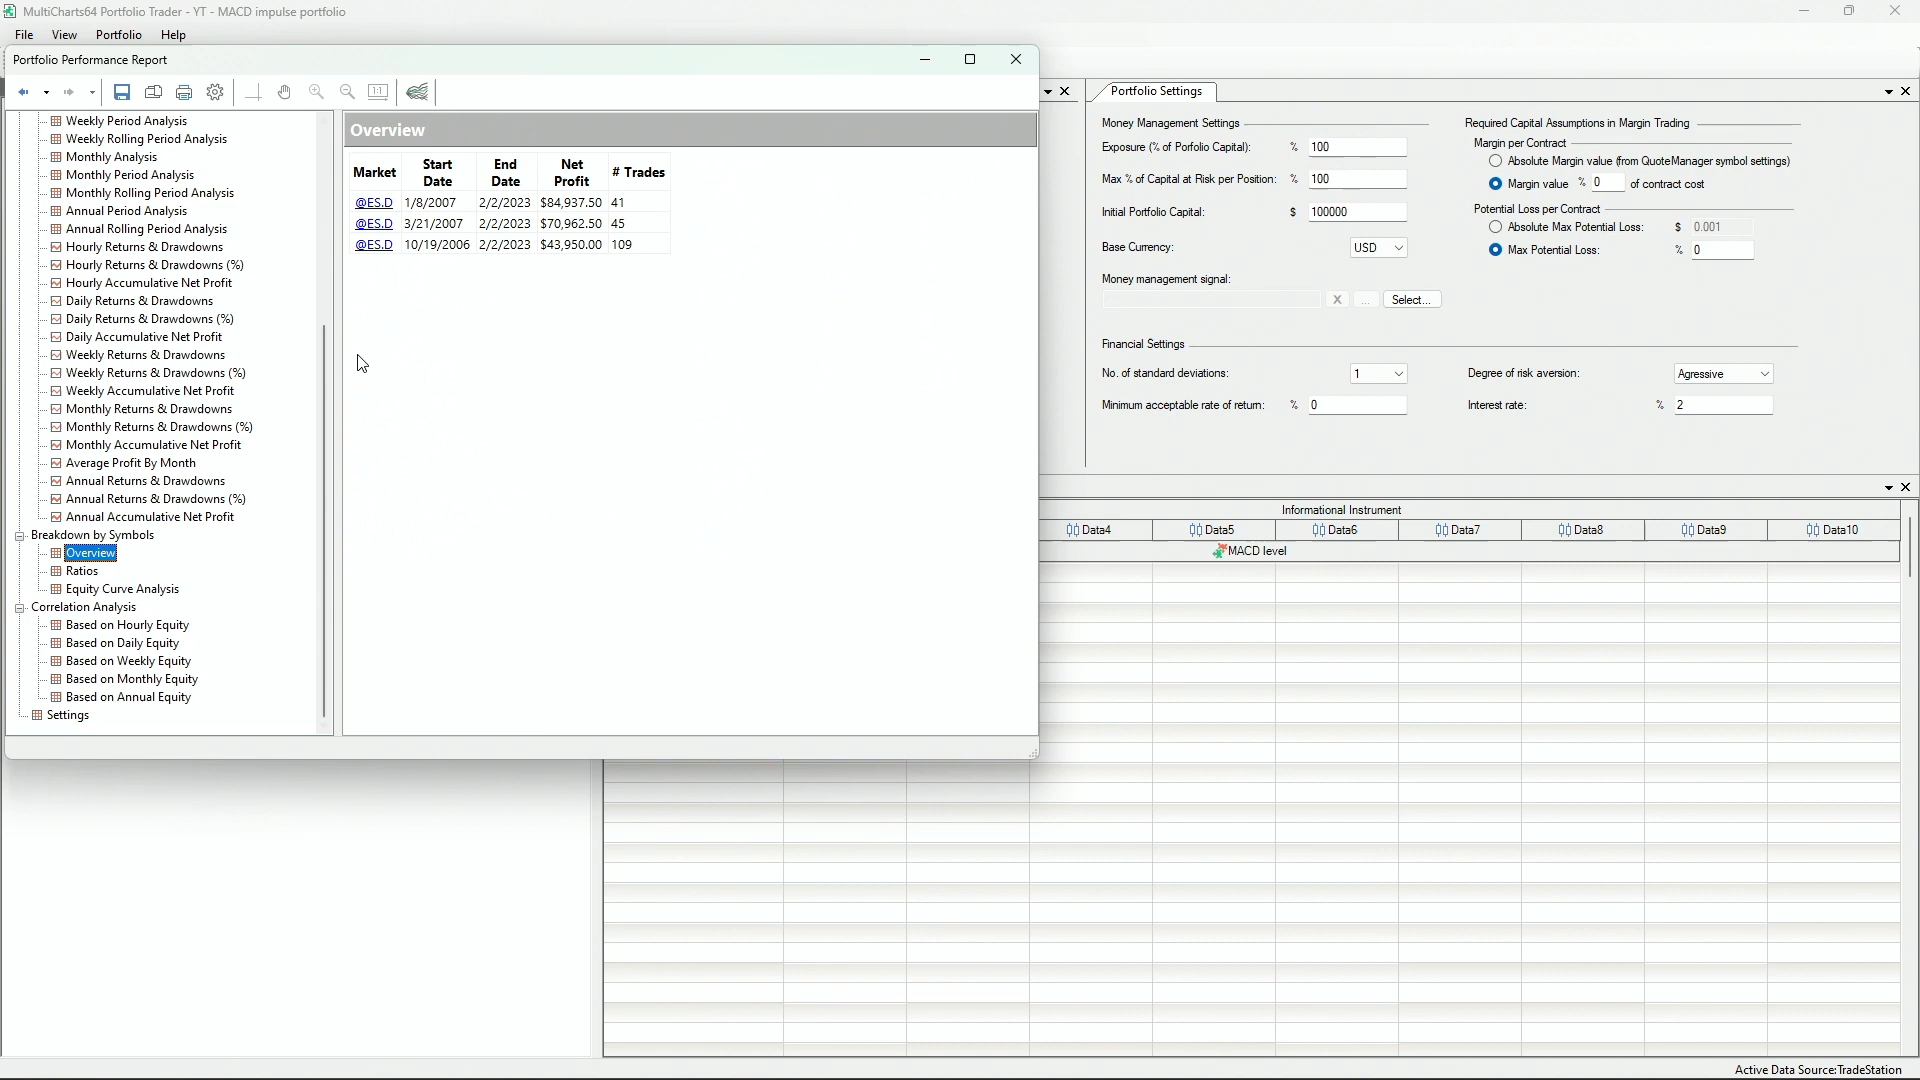 MultiCharts64 Portfolio Trader - YT - MACD impulse portfolio
File View Portfolio Help
Portfolio Performance Report
Weekly Period Analysis
Weekly Rolling Period Analysis
Monthly Analysis
Monthly Period Analysis
Monthly Rolling Period Analysis
Annual Period Analysis
Annual Rolling Period Analysis
Hourly Returns & Drawdowns
Hourly Returns & Drawdowns (%)
Hourly Accumulative Net Profit
Daily Returns & Drawdowns
Daily Returns & Drawdowns (%)
Daily Accumulative Net Profit
Weekly Returns & Drawdowns
Weekly Returns & Drawdowns (%)
Weekly Accumulative Net Profit
Monthly Returns & Drawdowns
Monthly Returns & Drawdowns (%)
Monthly Accumulative Net Profit
Average Profit By Month
Annual Returns & Drawdowns
Annual Returns & Drawdowns (%)
Annual Accumulative Net Profit
Breakdown by Symbols
Overview
Ratios
Equity Curve Analysis
Correlation Analysis
Based on Hourly Equity
Based on Daily Equity
Based on Weekly Equity
Based on Monthly Equity
Based on Annual Equity
Settings
1:1
Overview
Market Start Date End Date Net Profit # Trades
@ES.D 1/8/2007 2/2/2023 $84,937.50 41
@ES.D 3/21/2007 2/2/2023 $70,962.50 45
@ES.D 10/19/2006 2/2/2023 $43,950.00 109
Portfolio Settings
Money Management Settings
Exposure (% of Porfolio Capital): % 100
Max % of Capital at Risk per Position: % 100
Initial Portfolio Capital: $ 100000
Base Currency: USD
Money management signal:
X ... Select...
Required Capital Assumptions in Margin Trading
Margin per Contract
Absolute Margin value (from QuoteManager symbol settings)
Margin value % 0 of contract cost
Potential Loss per Contract
Absolute Max Potential Loss: $ 0.001
Max Potential Loss: % 0
Financial Settings
No. of standard deviations: 1 Degree of risk aversion: Agressive
Minimum acceptable rate of return: % 0 Interest rate: % 2
Informational Instrument
Data4 Data5 Data6 Data7 Data8 Data9 Data10
MACD level
Active Data Source:TradeStation